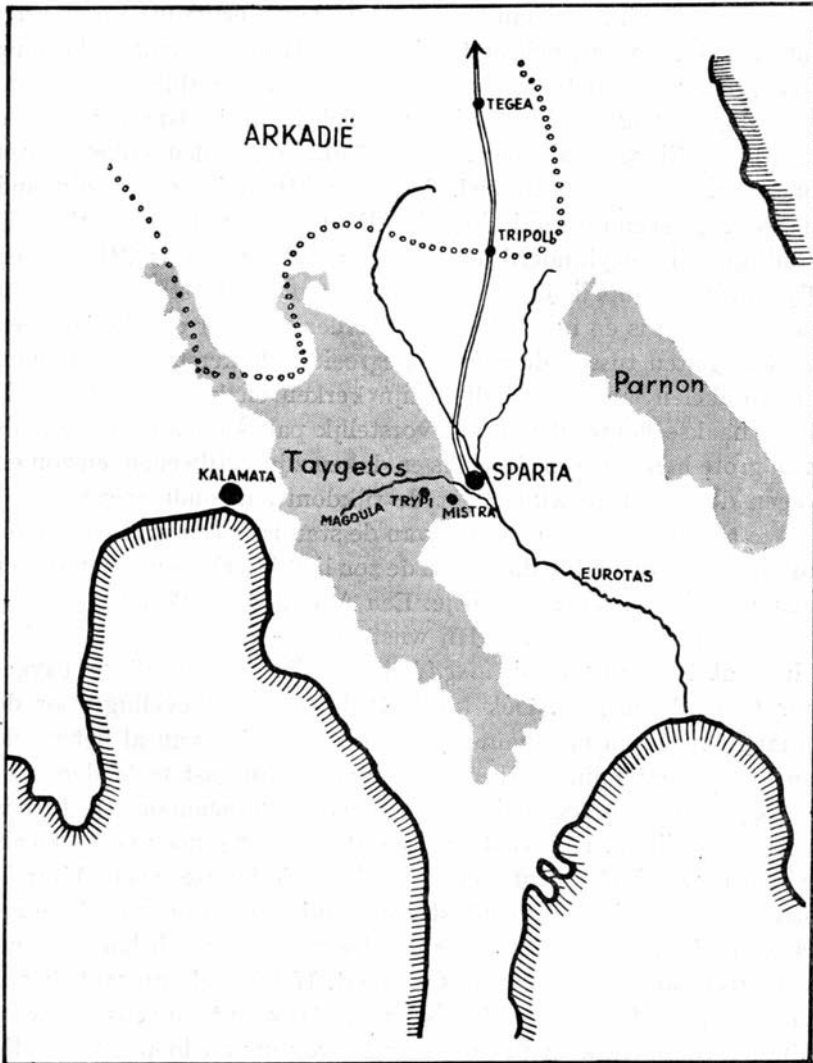 TEGEA
ARKADIË
TRIPOLI
Parnon
Taygetos
SPARTA
KALAMATA
MAGOULA
TRYPI
MISTRA
EUROTAS